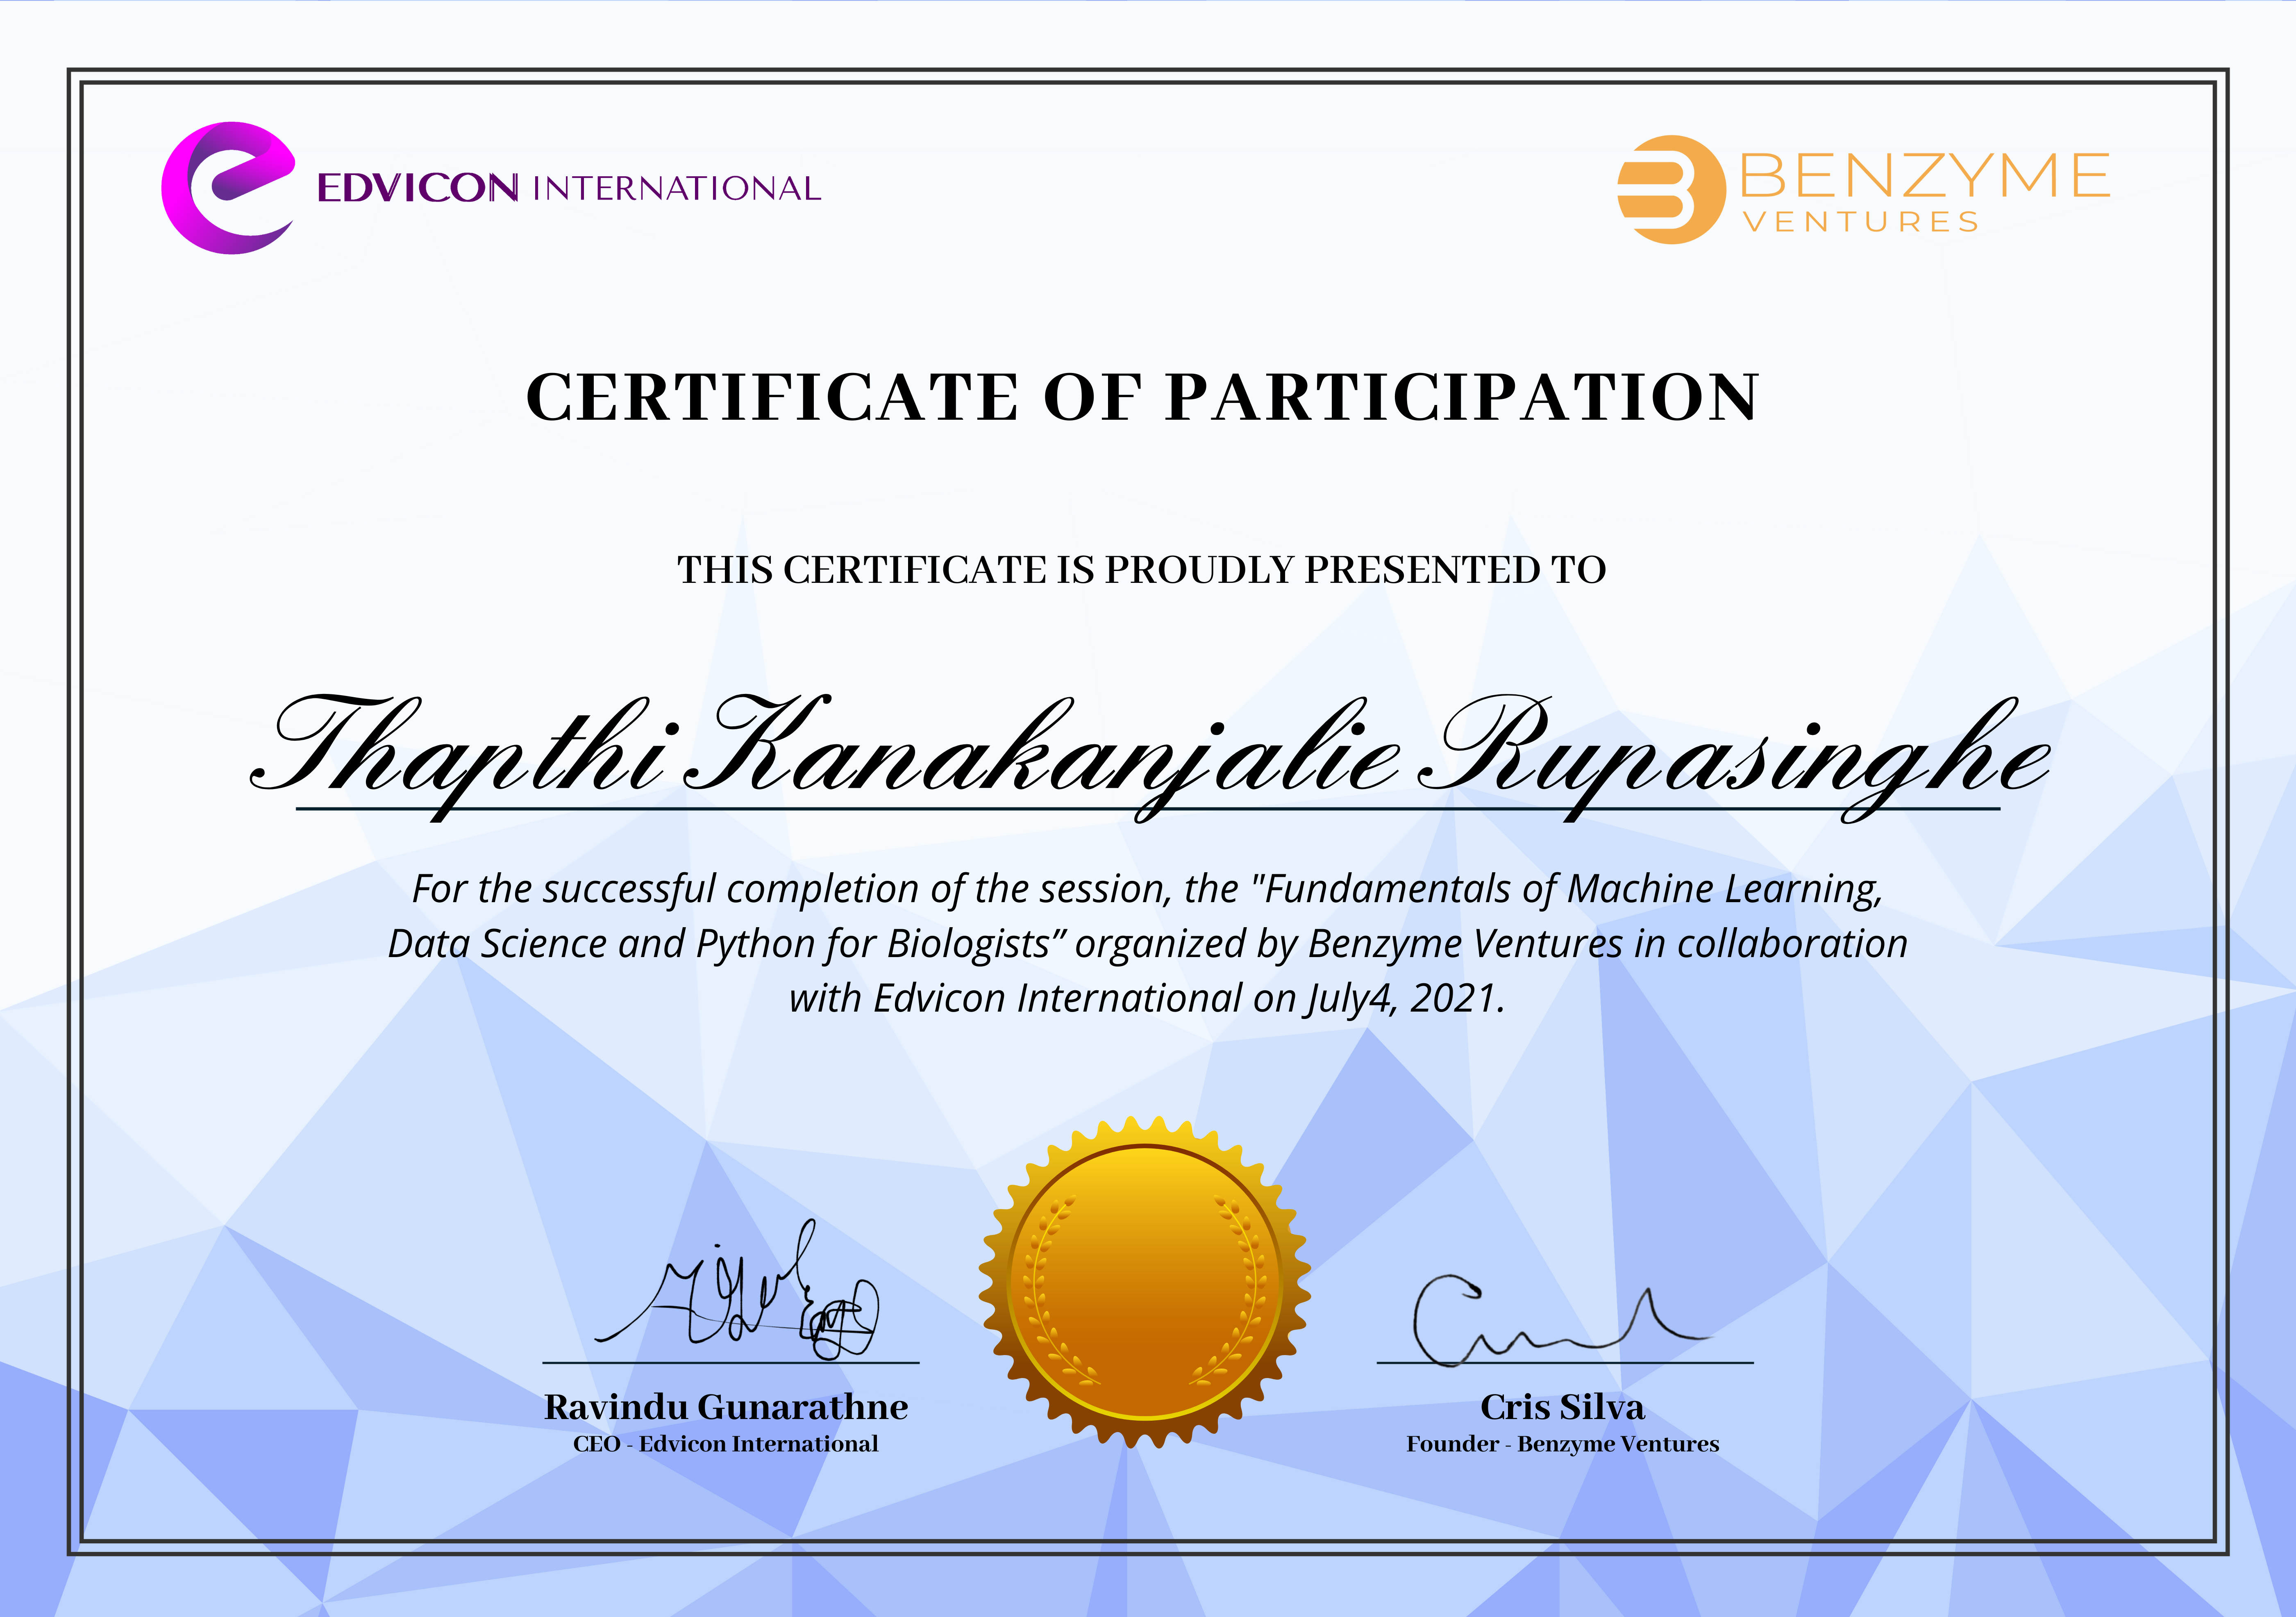 EDVICON INTERNATIONAL
BENZYME
VENTURES
CERTIFICATE OF PARTICIPATION
THIS CERTIFICATE IS PROUDLY PRESENTED TO
Thapthi Kanakanjalie Rupasinghe
For the successful completion of the session, the "Fundamentals of Machine Learning,
Data Science and Python for Biologists” organized by Benzyme Ventures in collaboration
with Edvicon International on July4, 2021.
Ravindu Gunarathne
CEO - Edvicon International
Cris Silva
Founder - Benzyme Ventures